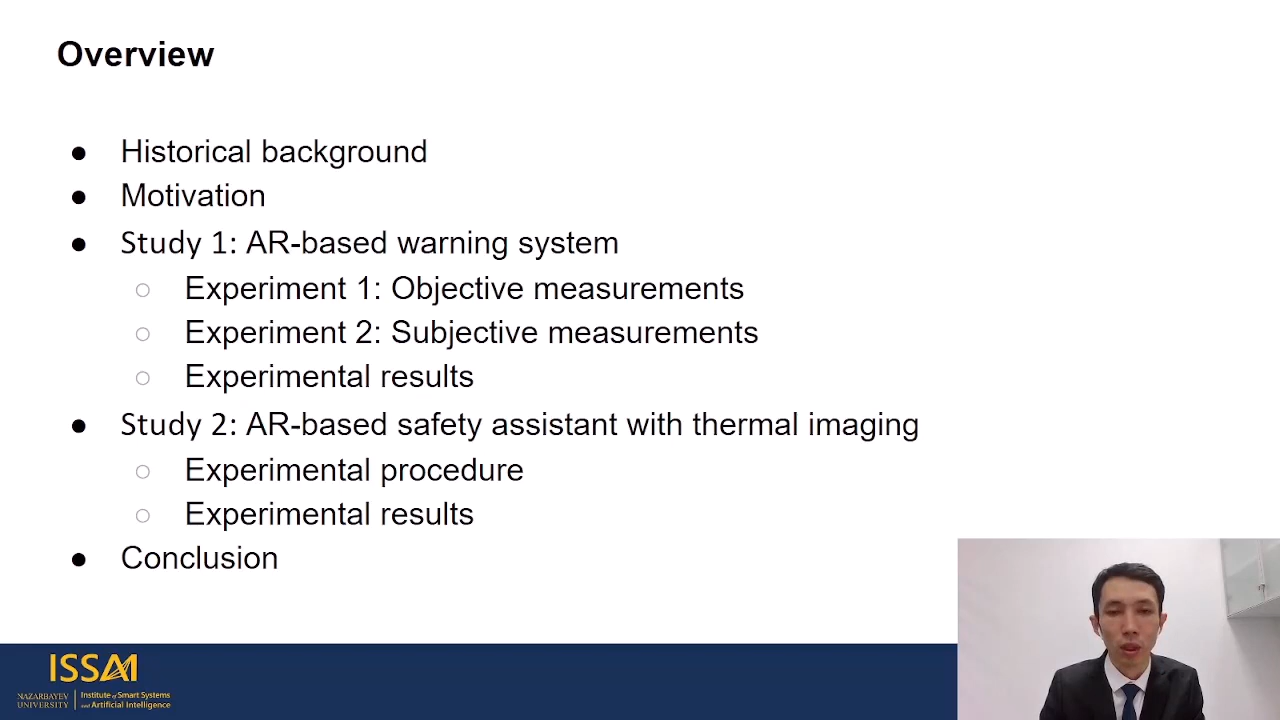 Overview
● Historical background
● Motivation
● Study 1: AR-based warning system
○ Experiment 1: Objective measurements
○ Experiment 2: Subjective measurements
○ Experimental results
● Study 2: AR-based safety assistant with thermal imaging
○ Experimental procedure
○ Experimental results
● Conclusion
ISSAI
NAZARBAYEV
UNIVERSITY
Institute of Smart Systems
and Artificial Intelligence